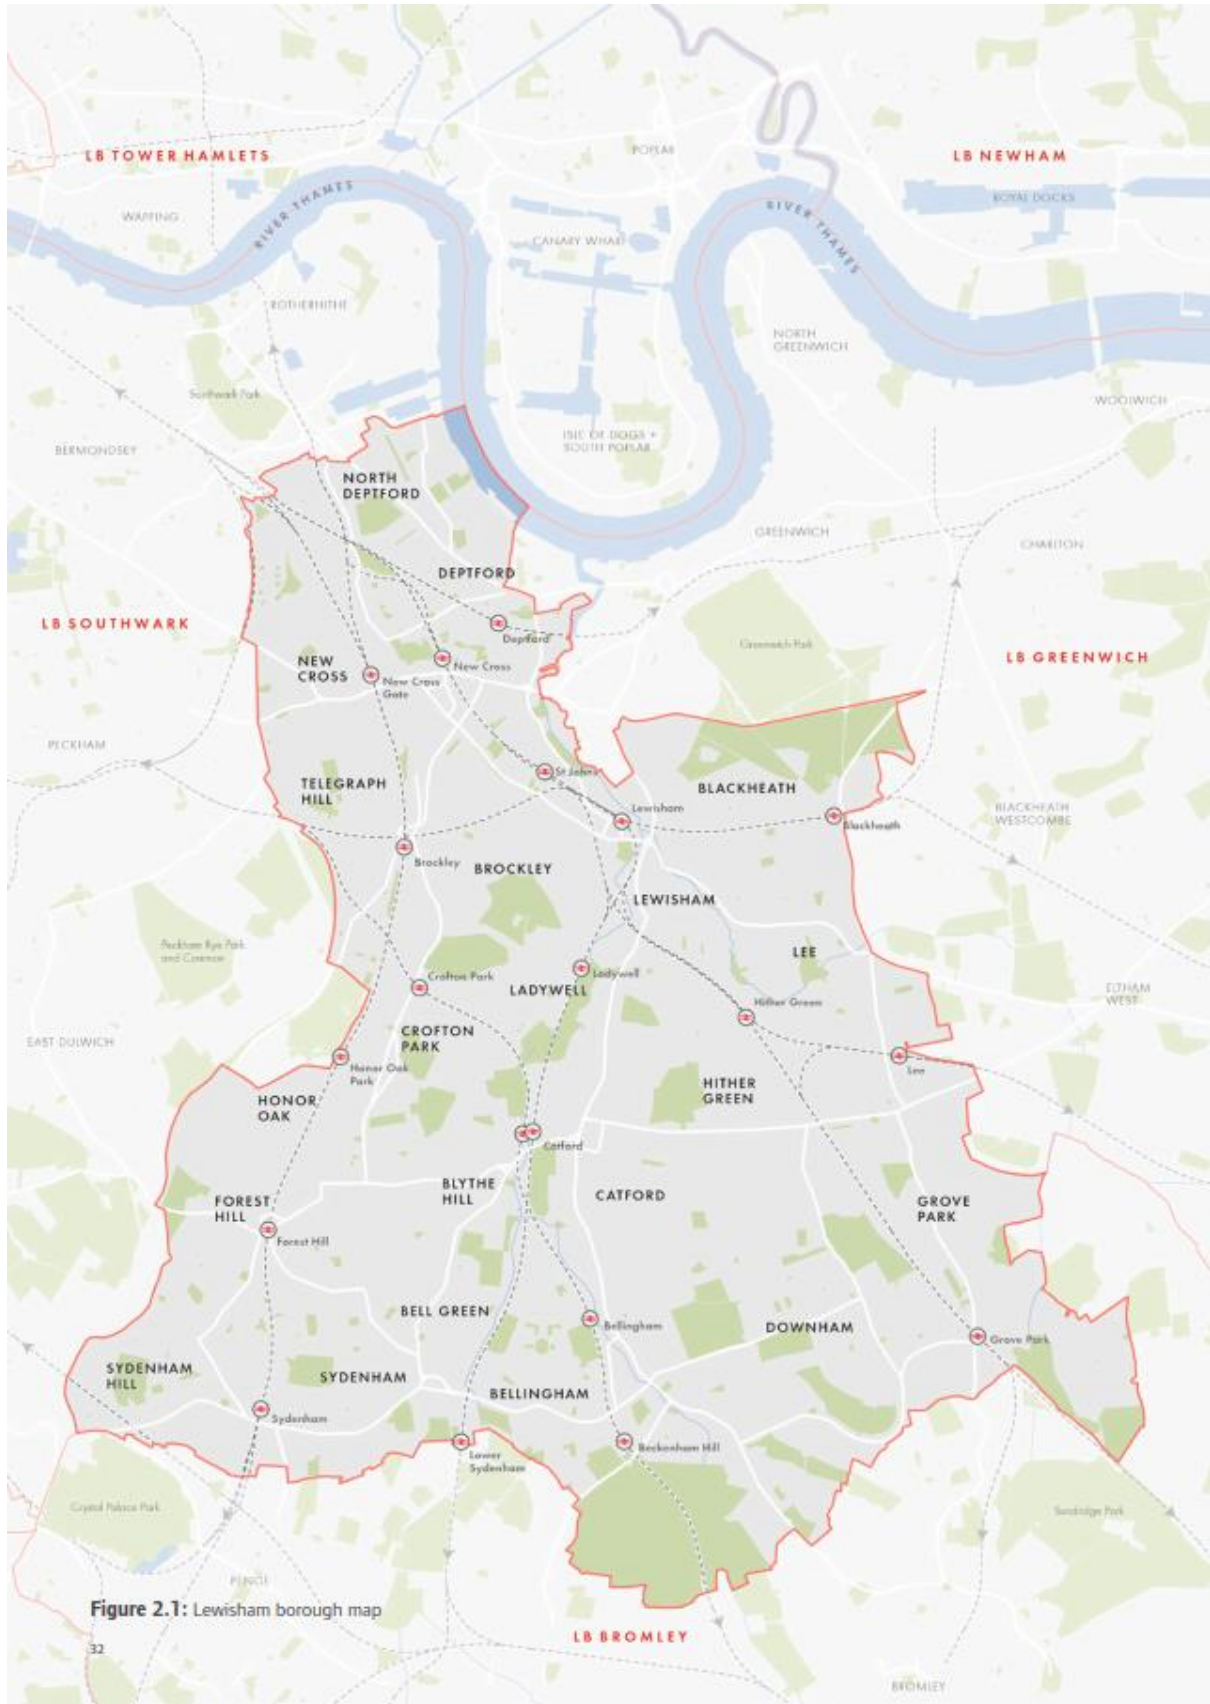 LB TOWER HAMLETS
POPLAR
LB NEWHAM
ROYAL DOCKS
WAPPING
RIVER THAMES
RIVER THAMES
CANARY WHARF
ROTHERHITHE
NORTH
GREENWICH
Southwark Park
WOOLWICH
BERMONDSEY
ISLE OF DOGS +
SOUTH POPLAR
NORTH
DEPTFORD
GREENWICH
CHARLTON
DEPTFORD
LB SOUTHWARK
Deptford
Greenwich Park
LB GREENWICH
NEW
CROSS
New Cross
New Cross
Gate
PECKHAM
TELEGRAPH
HILL
St Johns
BLACKHEATH
Lewisham
Blackheath
BLACKHEATH
WESTCOMBE
Brockley
BROCKLEY
LEWISHAM
Peckham Rye Park
and Common
LEE
Crofton Park
Ladywell
LADYWELL
ELTHAM
WEST
Hither Green
CROFTON
PARK
EAST DULWICH
Honor Oak
Park
Lee
HITHER
GREEN
HONOR
OAK
Catford
BLYTHE
HILL
CATFORD
FOREST
HILL
GROVE
PARK
Forest Hill
BELL GREEN
Bellingham
DOWNHAM
Grove Park
SYDENHAM
HILL
SYDENHAM
BELLINGHAM
Sydenham
Lower
Sydenham
Beckenham Hill
Crystal Palace Park
Sundridge Park
PENGE
Figure 2.1: Lewisham borough map
LB BROMLEY
32
BROMLEY